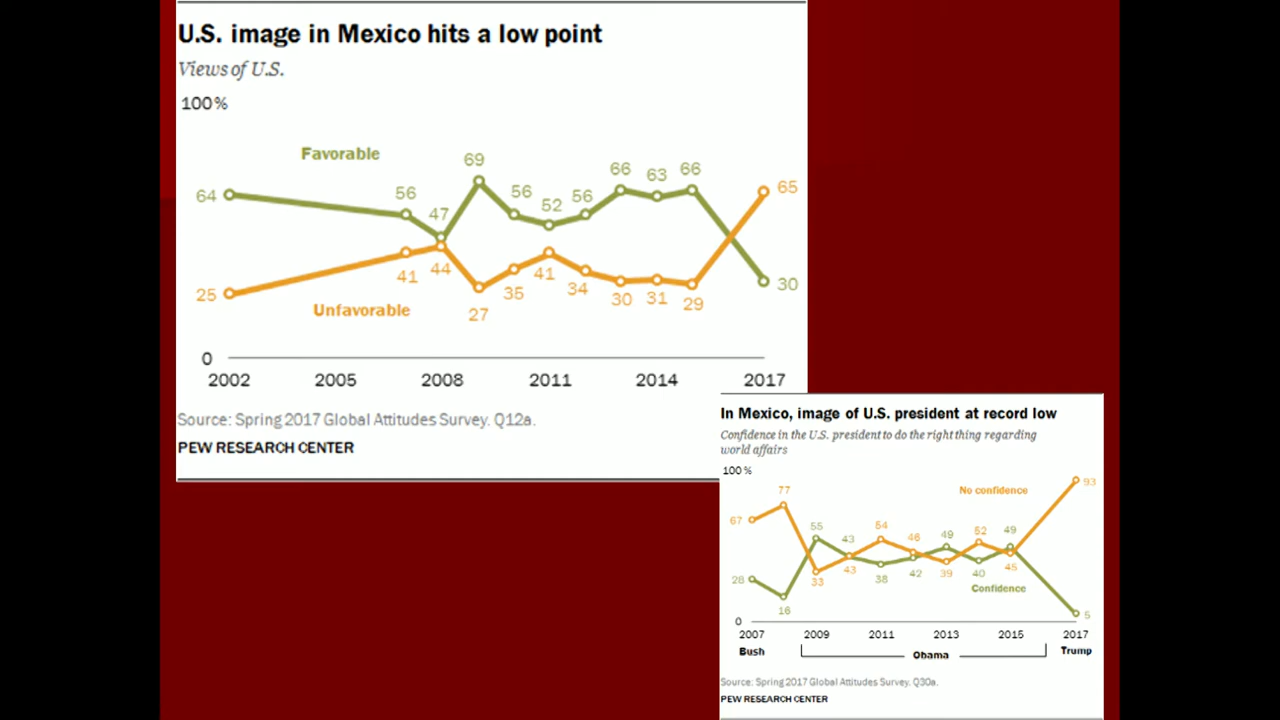 U.S. image in Mexico hits a low point
Views of U.S.
100%
Favorable
64 56 47 69 56 52 56 66 63 66 30
25 41 44 27 35 41 34 30 31 29 65
Unfavorable
0
2002 2005 2008 2011 2014 2017
Source: Spring 2017 Global Attitudes Survey. Q12a.
PEW RESEARCH CENTER
In Mexico, image of U.S. president at record low
Confidence in the U.S. president to do the right thing regarding
world affairs
100%
No confidence
67 77 33 43 54 46 39 52 45 93
28 16 55 43 38 42 49 40 49 5
Confidence
0
2007 2009 2011 2013 2015 2017
Bush Obama Trump
Source: Spring 2017 Global Attitudes Survey. Q30a.
PEW RESEARCH CENTER